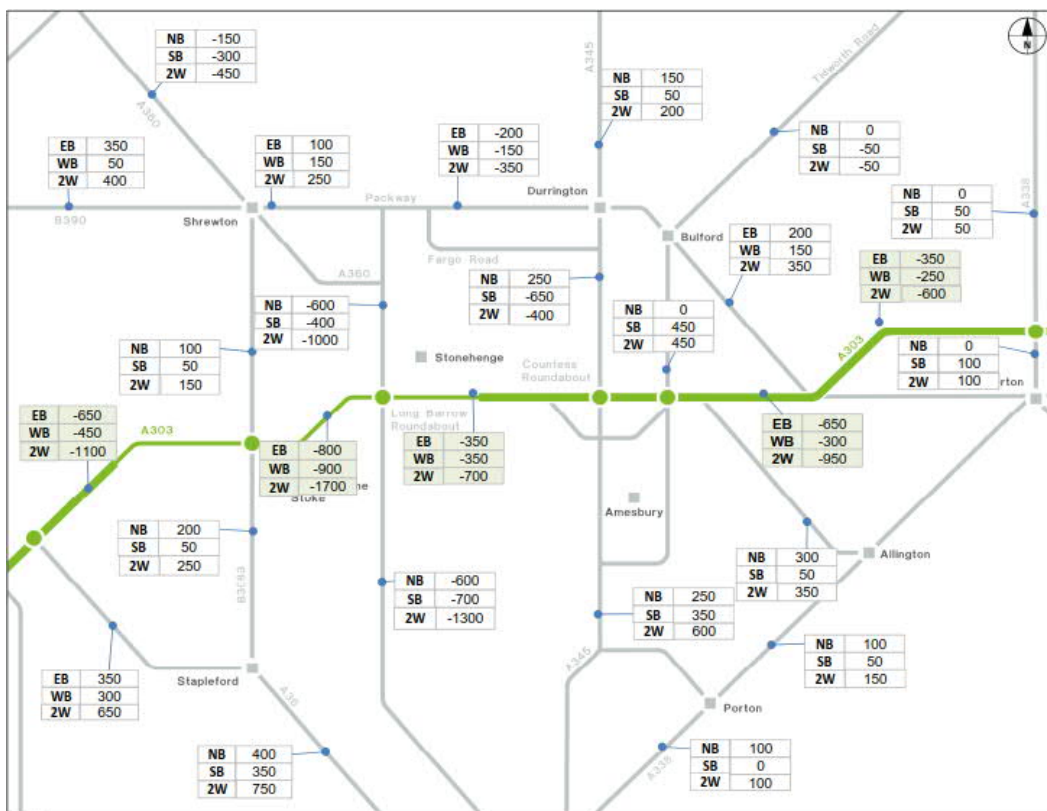 N
NB -150
SB -300
2W -450
A360
A345
NB 150
SB 50
2W 200
Tidworth Road
NB 0
SB -50
2W -50
EB 350
WB 50
2W 400
B390
Shrewton
EB 100
WB 150
2W 250
Packway
EB -200
WB -150
2W -350
Durrington
Fargo Road
Bulford
A338
NB 0
SB 50
2W 50
EB 200
WB 150
2W 350
EB -350
WB -250
2W -600
A360
NB -600
SB -400
2W -1000
NB 250
SB -650
2W -400
NB 0
SB 450
2W 450
NB 100
SB 50
2W 150
Stonehenge
Countess
Roundabout
A303
NB 0
SB 100
2W 100
rton
Long Barrow
Roundabout
EB -650
WB -450
2W -1100
A303
EB -800
WB -900
2W -1700
ne
Stoke
EB -350
WB -350
2W -700
EB -650
WB -300
2W -950
Amesbury
Allington
NB 200
SB 50
2W 250
B3083
NB -600
SB -700
2W -1300
NB 300
SB 50
2W 350
NB 250
SB 350
2W 600
A345
NB 100
SB 50
2W 150
EB 350
WB 300
2W 650
Stapleford
A36
Porton
NB 400
SB 350
2W 750
A338
NB 100
SB 0
2W 100